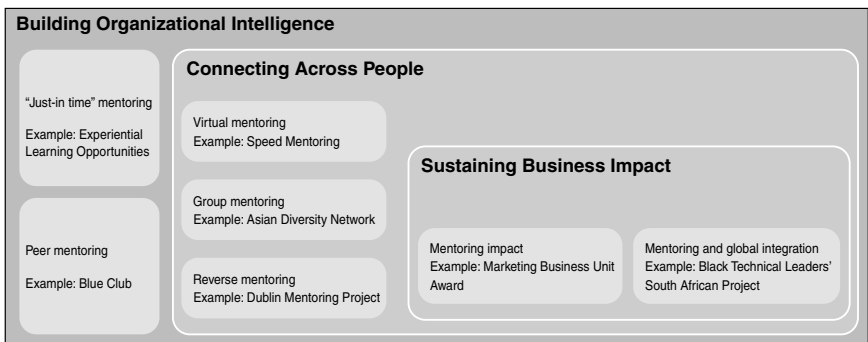 Building Organizational Intelligence
“Just-in time” mentoring
Example: Experiential
Learning Opportunities
Peer mentoring
Example: Blue Club
Connecting Across People
Virtual mentoring
Example: Speed Mentoring
Group mentoring
Example: Asian Diversity Network
Reverse mentoring
Example: Dublin Mentoring Project
Sustaining Business Impact
Mentoring impact
Example: Marketing Business Unit
Award
Mentoring and global integration
Example: Black Technical Leaders’
South African Project